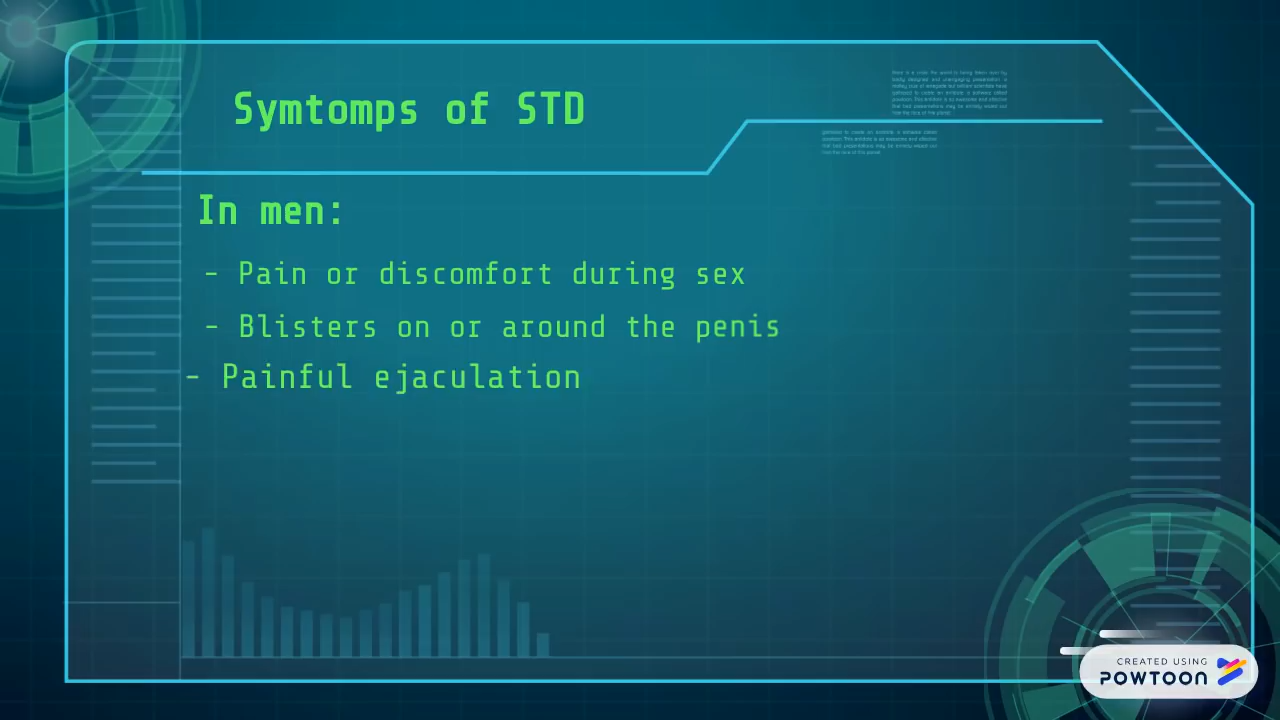 Symtomps of STD
In men:
- Pain or discomfort during sex
- Blisters on or around the penis
- Painful ejaculation
CREATED USING
POWTOON